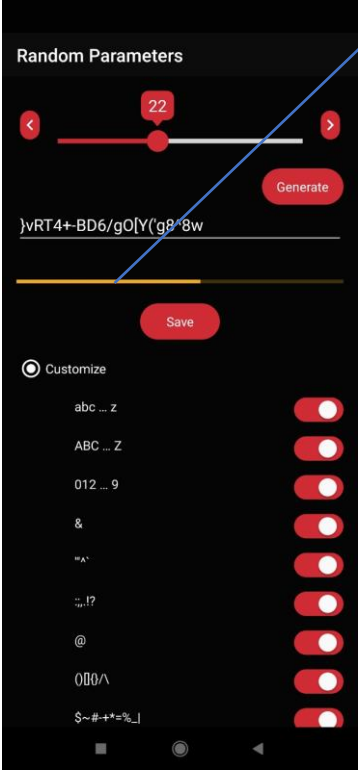 Random Parameters
22
Generate
}vRT4+-BD6/gO[Y('g8^8w
Save
Customize
abc ... z
ABC ... Z
012 ... 9
&
"'^`
:;,.!?
@
()[]{}/\
$~#-+*=%_|